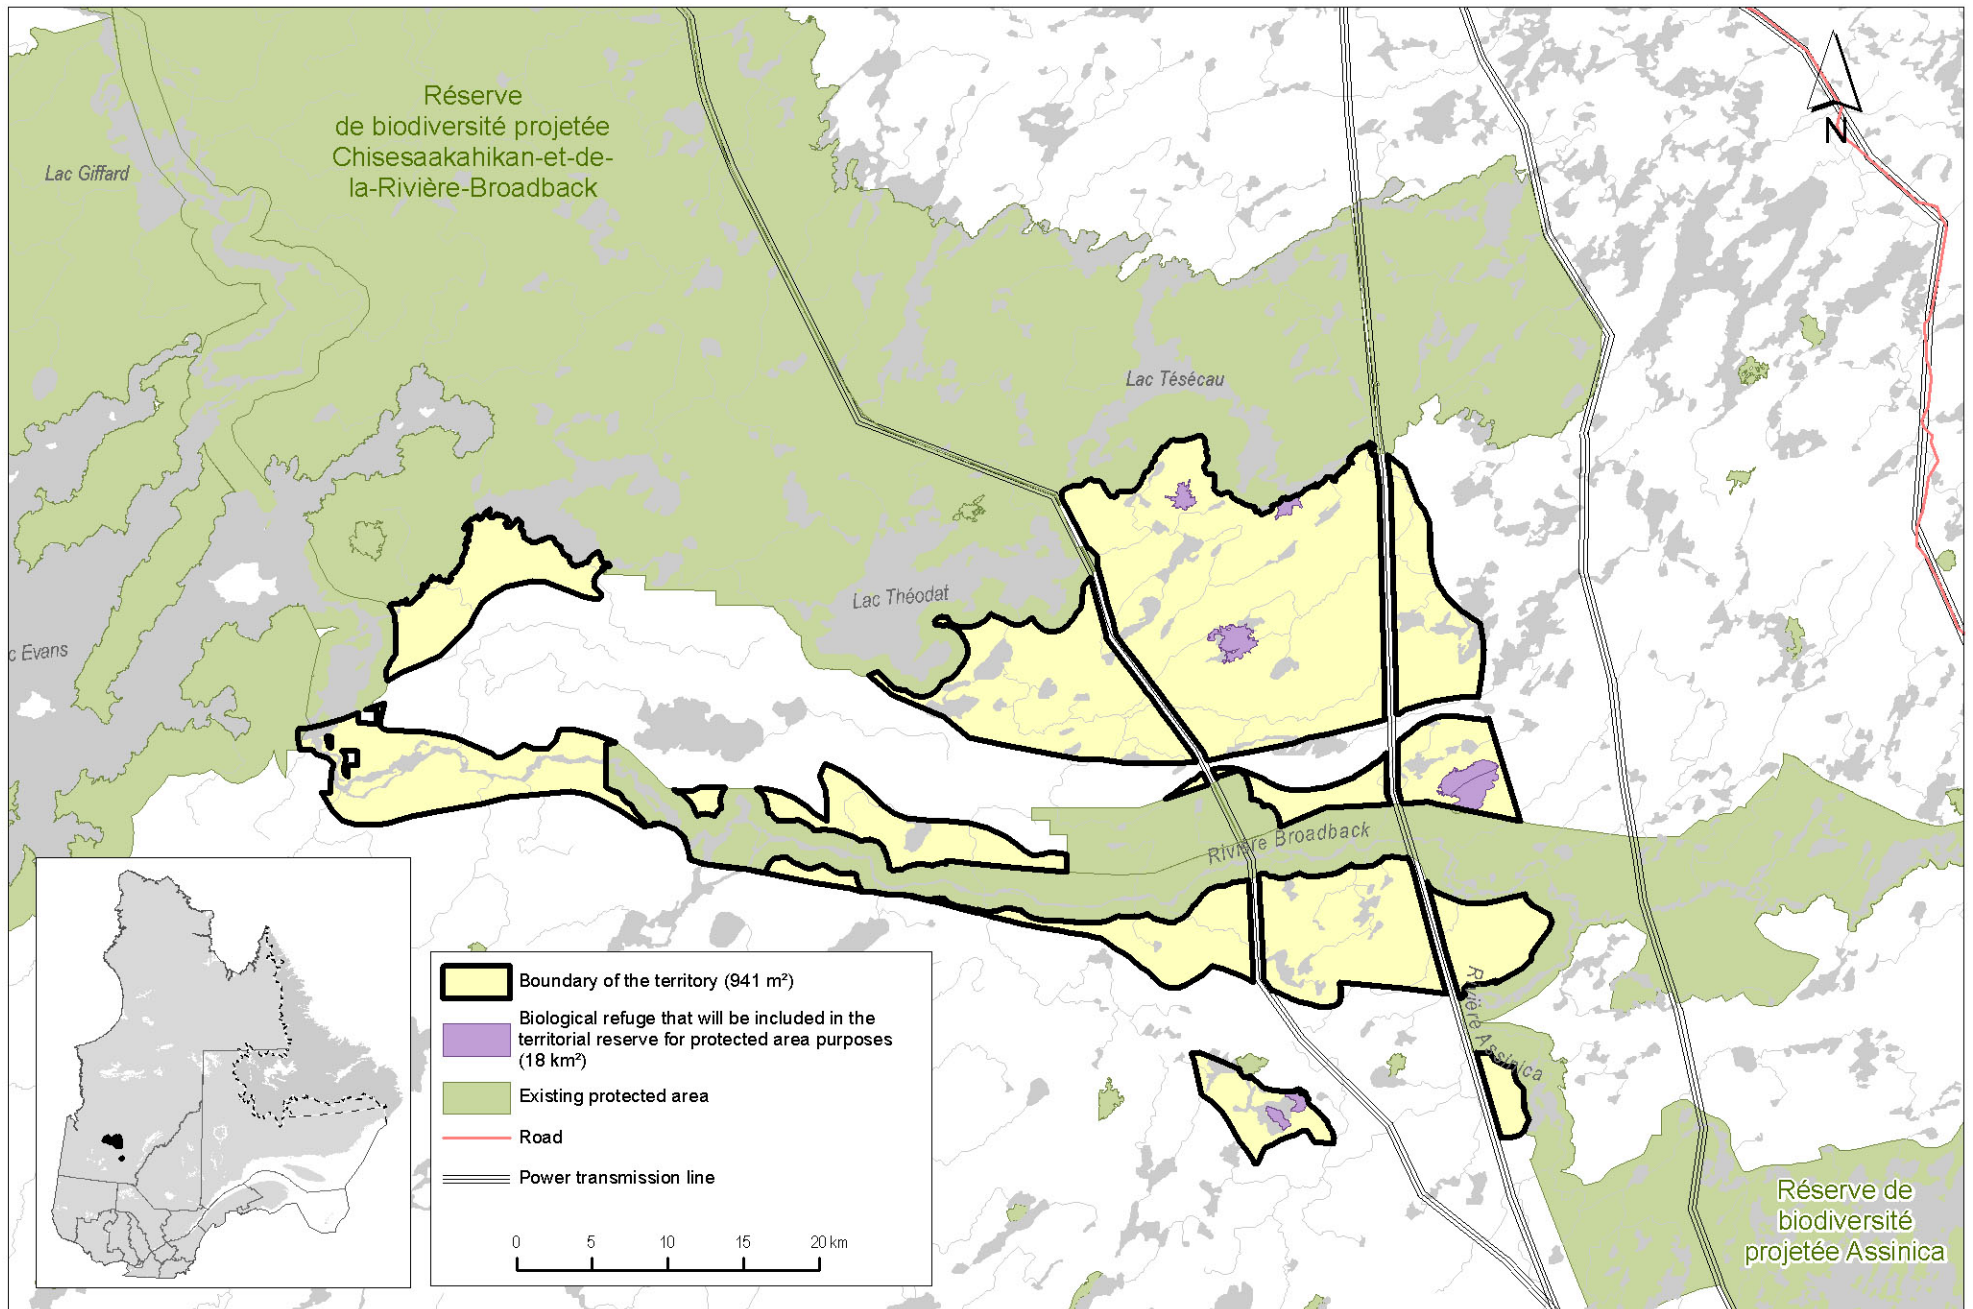 Réserve
de biodiversité projetée
Chisesaakahikan-et-de-
la-Rivière-Broadback
Lac Giffard
N
Lac Tésécau
Lac Théodat
c Evans
Rivière Broadback
Rivière Assinica
Boundary of the territory (941 m²)
Biological refuge that will be included in the
territorial reserve for protected area purposes
(18 km²)
Existing protected area
Road
Power transmission line
0 5 10 15 20 km
Réserve de
biodiversité
projetée Assinica